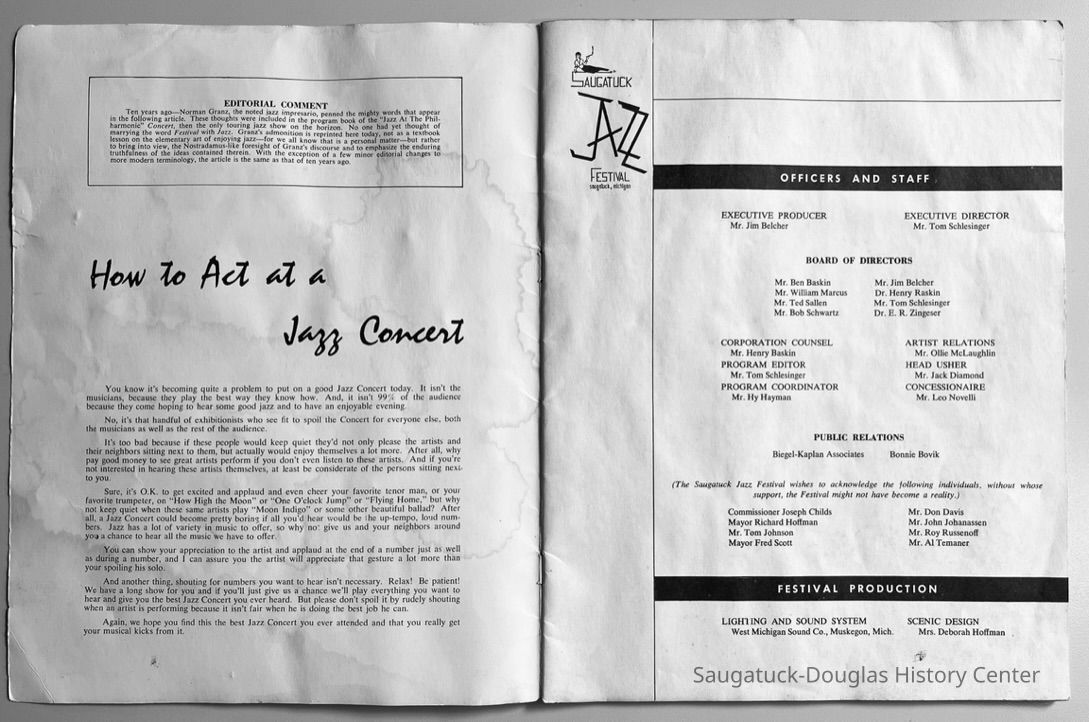 EDITORIAL COMMENT
Ten years ago—Norman Granz, the noted jazz impresario, penned the mighty words that appear
in the following article. These thoughts were included in the program book of the "Jazz At The Phil-
harmonic" Concert, then the only touring jazz show on the horizon. No one had yet thought of
marrying the word Festival with Jazz. Granz's admonition is reprinted here today, not as a textbook
lesson on the elementary art of enjoying jazz—for we all know that is a personal matter—but rather
to bring into view, the Nostradamus-like foresight of Granz's discourse and to emphasize the enduring
truthfulness of the ideas contained therein. With the exception of a few minor editorial changes to
more modern terminology, the article is the same as that of ten years ago.
How to Act at a
Jazz Concert
You know it's becoming quite a problem to put on a good Jazz Concert today. It isn't the
musicians, because they play the best way they know how. And, it isn't 99% of the audience
because they come hoping to hear some good jazz and to have an enjoyable evening.
No, it's that handful of exhibitionists who see fit to spoil the Concert for everyone else, both
the musicians as well as the rest of the audience.
It's too bad because if these people would keep quiet they'd not only please the artists and
their neighbors sitting next to them, but actually would enjoy themselves a lot more. After all, why
pay good money to see great artists perform if you don't even listen to these artists. And if you're
not interested in hearing these artists themselves, at least be considerate of the persons sitting next
to you.
Sure, it's O.K. to get excited and applaud and even cheer your favorite tenor man, or your
favorite trumpeter, on "How High the Moon" or "One O'clock Jump" or "Flying Home," but why
not keep quiet when these same artists play "Moon Indigo" or some other beautiful ballad? After
all, a Jazz Concert could become pretty boring if all you'd hear would be the up-tempo, loud num-
bers. Jazz has a lot of variety in music to offer, so why not give us and your neighbors around
you a chance to hear all the music we have to offer.
You can show your appreciation to the artist and applaud at the end of a number just as well
as during a number, and I can assure you the artist will appreciate that gesture a lot more than
your spoiling his solo.
And another thing, shouting for numbers you want to hear isn't necessary. Relax! Be patient!
We have a long show for you and if you'll just give us a chance we'll play everything you want to
hear and give you the best Jazz Concert you ever heard. But please don't spoil it by rudely shouting
when an artist is performing because it isn't fair when he is doing the best job he can.
Again, we hope you find this the best Jazz Concert you ever attended and that you really get
your musical kicks from it.
SAUGATUCK
JAZZ
FESTIVAL
saugatuck, michigan
OFFICERS AND STAFF
EXECUTIVE PRODUCER
Mr. Jim Belcher
EXECUTIVE DIRECTOR
Mr. Tom Schlesinger
BOARD OF DIRECTORS
Mr. Ben Baskin
Mr. William Marcus
Mr. Ted Sallen
Mr. Bob Schwartz
Mr. Jim Belcher
Dr. Henry Raskin
Mr. Tom Schlesinger
Dr. E. R. Zingeser
CORPORATION COUNSEL
Mr. Henry Baskin
PROGRAM EDITOR
Mr. Tom Schlesinger
PROGRAM COORDINATOR
Mr. Hy Hayman
ARTIST RELATIONS
Mr. Ollie McLaughlin
HEAD USHER
Mr. Jack Diamond
CONCESSIONAIRE
Mr. Leo Novelli
PUBLIC RELATIONS
Biegel-Kaplan Associates Bonnie Bovik
(The Saugatuck Jazz Festival wishes to acknowledge the following individuals, without whose
support, the Festival might not have become a reality.)
Commissioner Joseph Childs
Mayor Richard Hoffman
Mr. Tom Johnson
Mayor Fred Scott
Mr. Don Davis
Mr. John Johanassen
Mr. Roy Russenoff
Mr. Al Temaner
FESTIVAL PRODUCTION
LIGHTING AND SOUND SYSTEM
West Michigan Sound Co., Muskegon, Mich.
SCENIC DESIGN
Mrs. Deborah Hoffman
Saugatuck-Douglas History Center